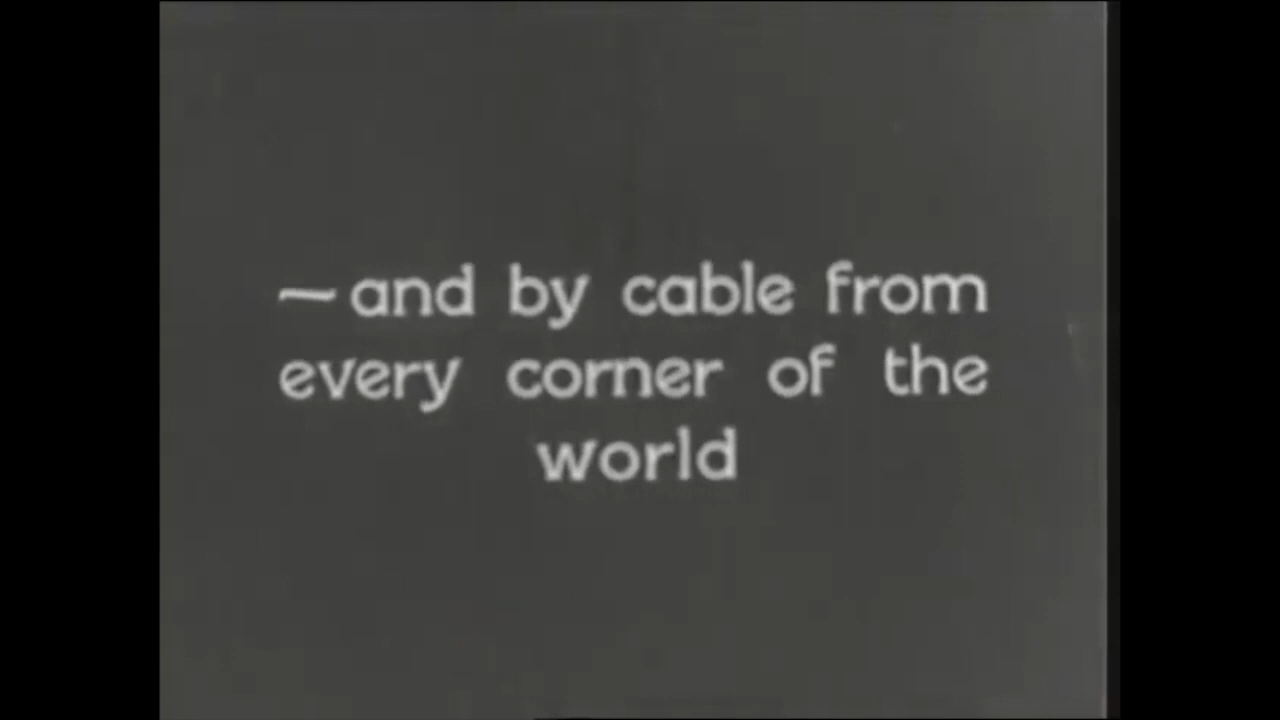 —and by cable from
every corner of the
world